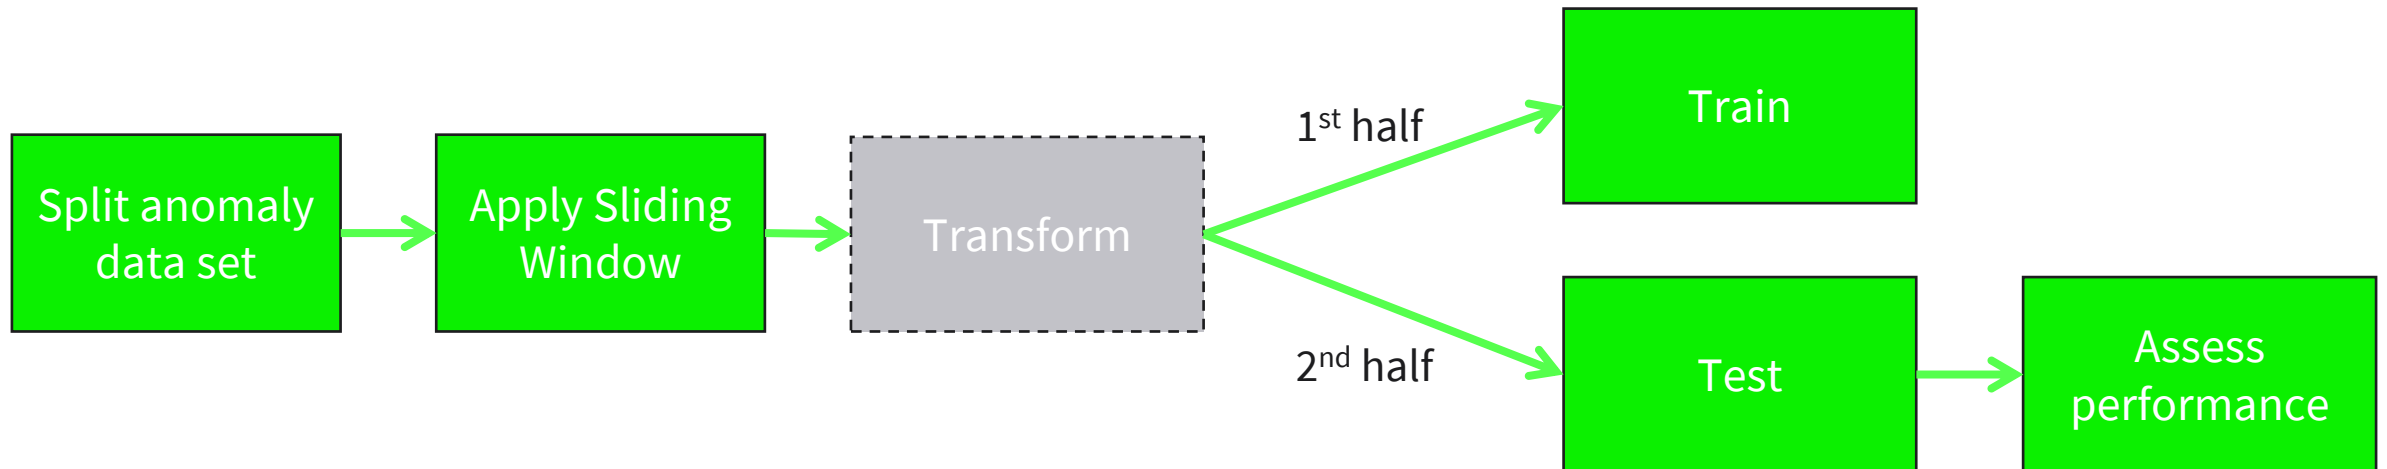 Split anomaly
data set
Apply Sliding
Window
Transform
1st half
2nd half
Train
Test
Assess
performance